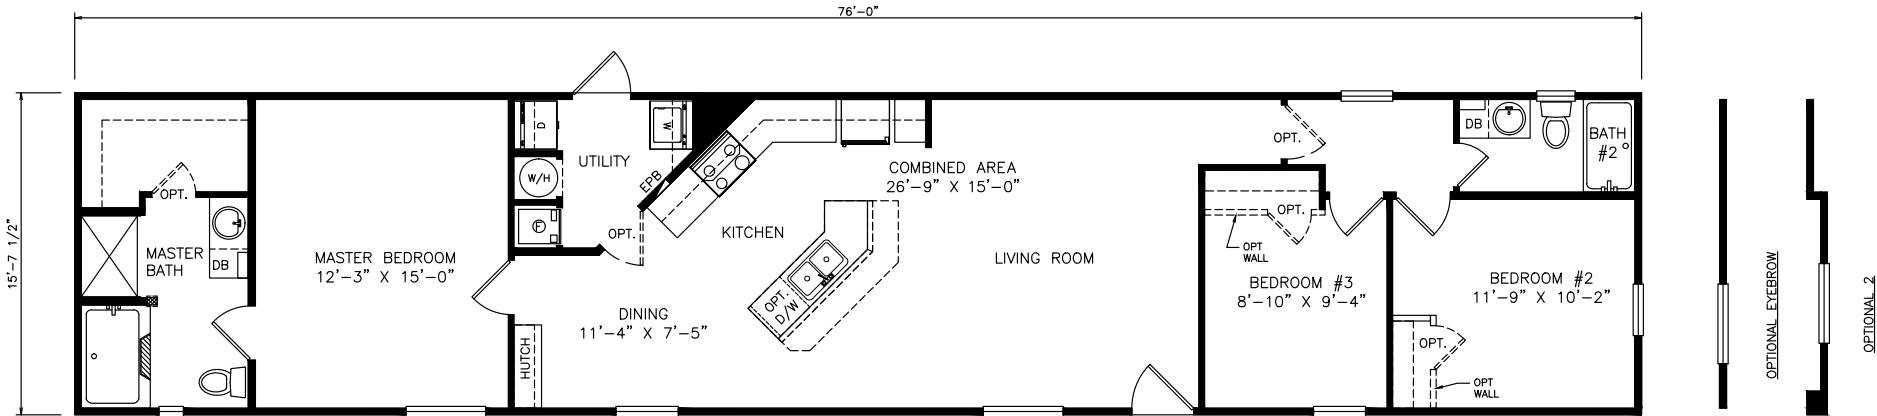 76'-0"
15'-7 1/2"
OPT.
MASTER
BATH
DB
MASTER BEDROOM
12'-3" X 15'-0"
D
W
UTILITY
W/H
F
EPB
OPT.
KITCHEN
COMBINED AREA
26'-9" X 15'-0"
LIVING ROOM
OPT.
D/W
DINING
11'-4" X 7'-5"
HUTCH
OPT.
OPT.
OPT
WALL
BEDROOM #3
8'-10" X 9'-4"
DB
BATH
#2
BEDROOM #2
11'-9" X 10'-2"
OPT.
OPT
WALL
OPTIONAL EYEBROW
OPTIONAL 2